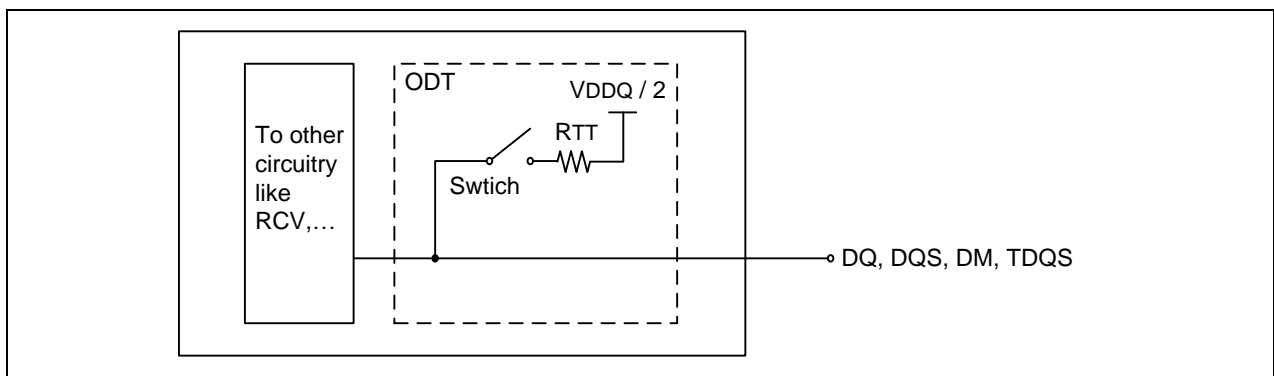 ODT
VDDQ / 2
To other
circuitry
like
RCV,…
RTT
Swtich
DQ, DQS, DM, TDQS